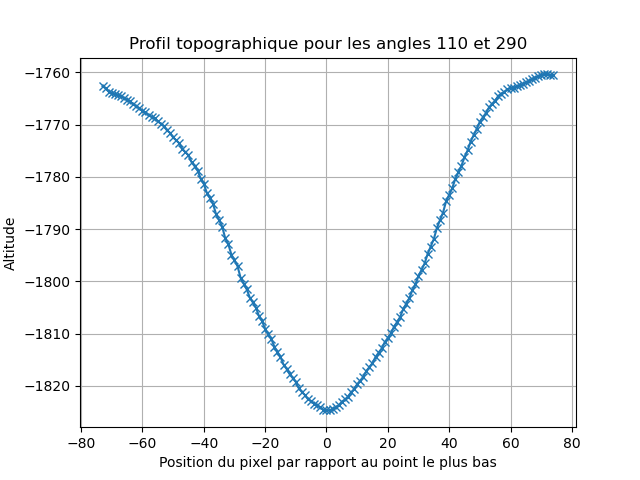 Profil topographique pour les angles 110 et 290
−1760
−1770
−1780
−1790
−1800
−1810
−1820
Altitude
−80 −60 −40 −20 0 20 40 60 80
Position du pixel par rapport au point le plus bas